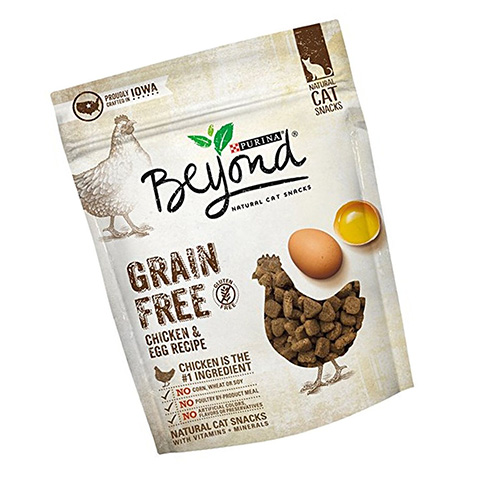 PROUDLY
CRAFTED IN
IOWA
NATURAL
CAT
SNACKS
PURINA®
Beyond®
NATURAL CAT SNACKS
GRAIN
FREE
CHICKEN &
EGG RECIPE
GLUTEN
FREE
CHICKEN IS THE
#1 INGREDIENT
NO CORN, WHEAT OR SOY
NO POULTRY BY-PRODUCT MEAL
NO ARTIFICIAL COLORS,
FLAVORS OR PRESERVATIVES
NATURAL CAT SNACKS
WITH VITAMINS + MINERALS